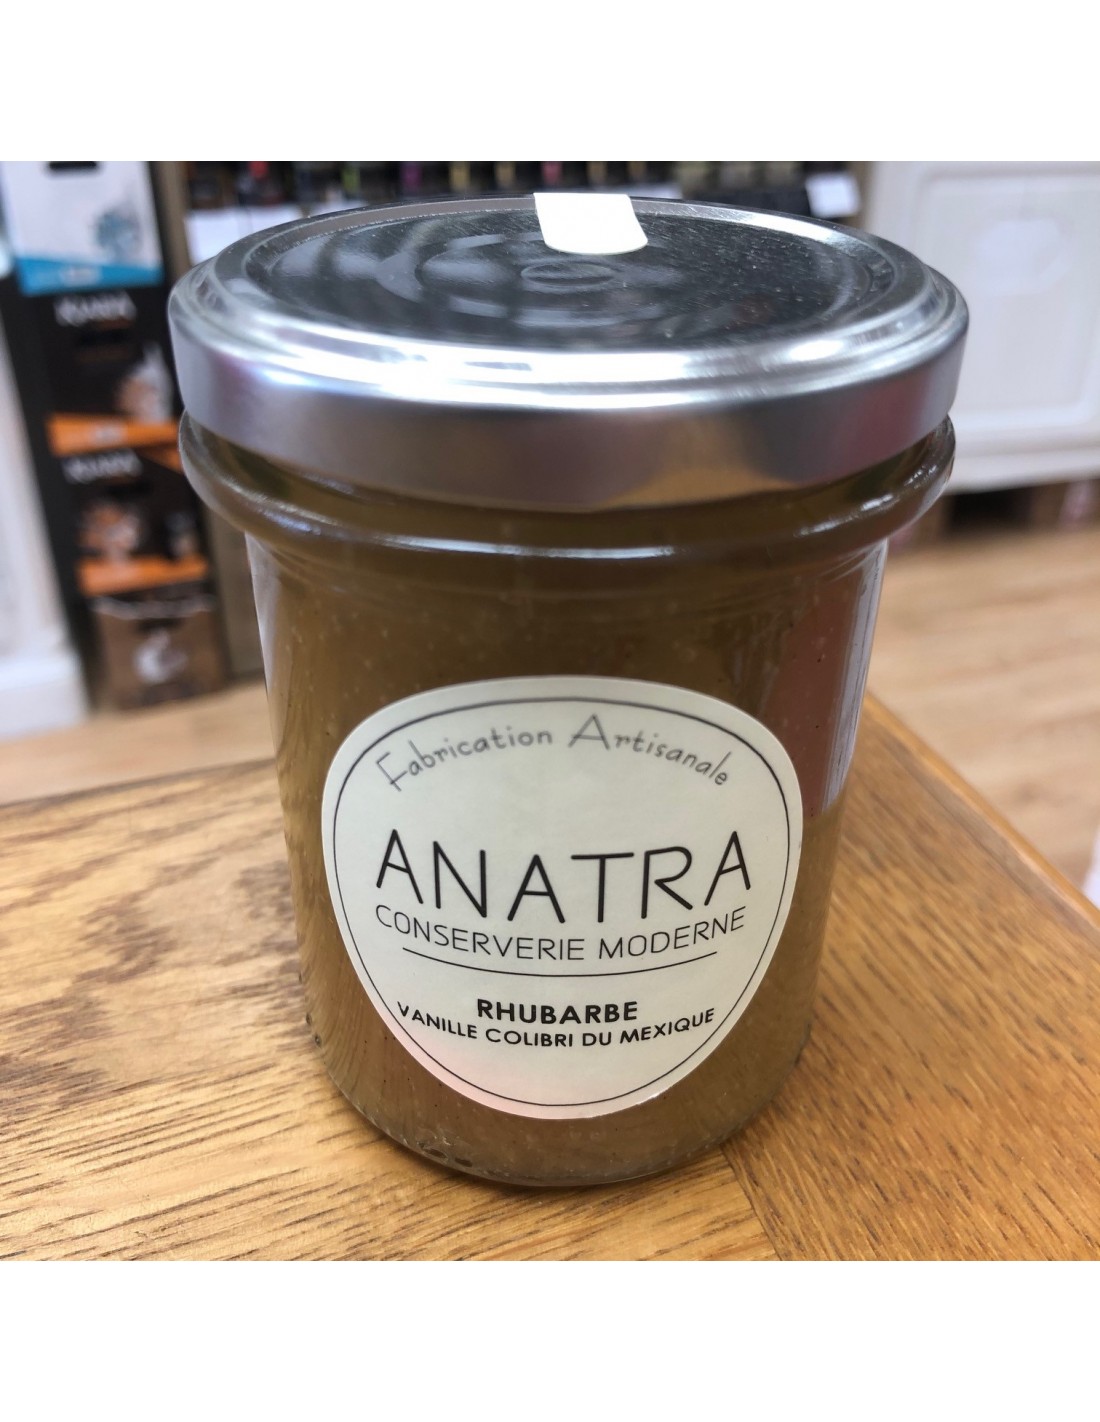 Fabrication Artisanale
ANATRA
CONSERVERIE MODERNE
RHUBARBE
VANILLE COLIBRI DU MEXIQUE